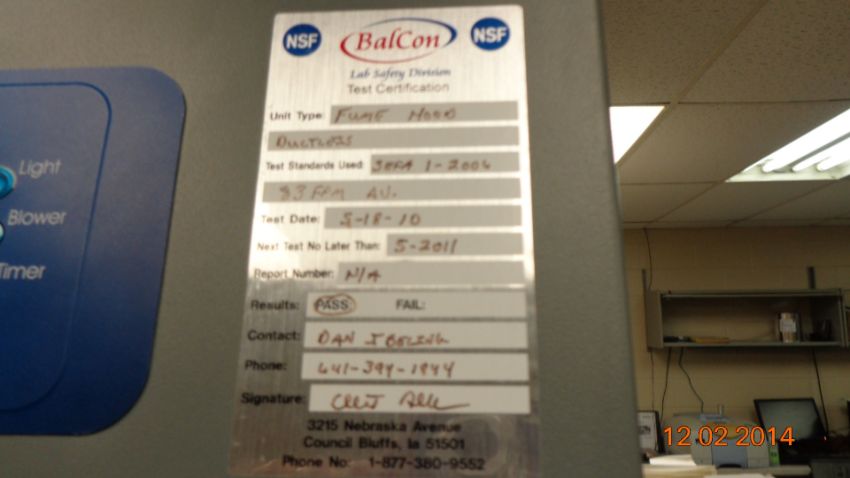 NSF BalCon NSF
Lab Safety Division
Test Certification
Unit Type: FUME HOOD
DUCTLESS
Test Standards Used: SEFA 1-2006
83 FPM AV.
Test Date: 5-18-10
Next Test No Later Than: 5-2011
Report Number: N/A
Results: PASS FAIL:
Contact: DAN IBELING
Phone: 641-394-1944
Signature:
3215 Nebraska Avenue
Council Bluffs, Ia 51501
Phone No: 1-877-380-9552
Light
Blower
Timer
12.02.2014